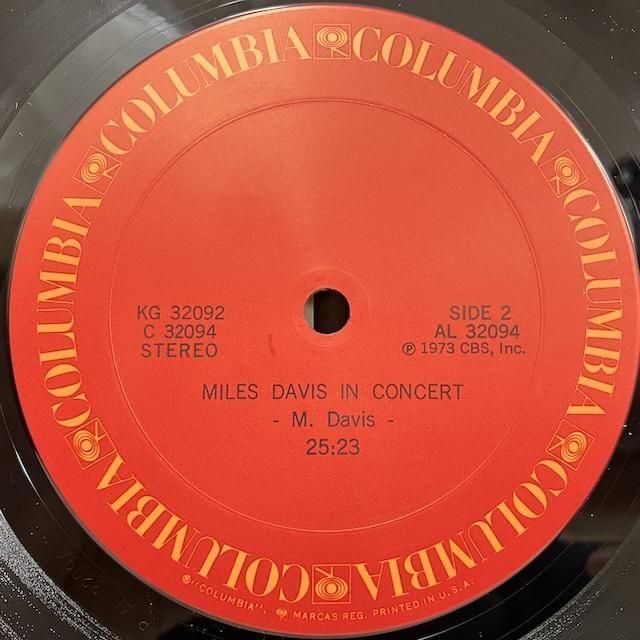 COLUMBIA COLUMBIA COLUMBIA COLUMBIA COLUMBIA COLUMBIA COLUMBIA
KG 32092
C 32094
STEREO
SIDE 2
AL 32094
Ⓟ 1973 CBS, Inc.
MILES DAVIS IN CONCERT
- M. Davis -
25:23
®"COLUMBIA", MARCAS REG. PRINTED IN U.S.A.